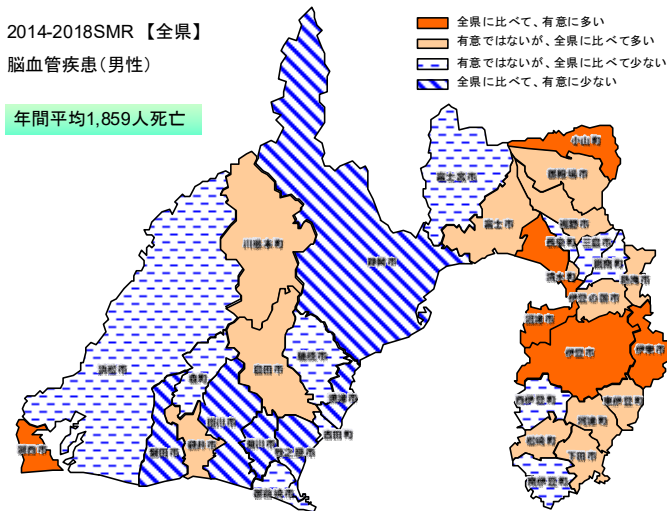 2014-2018SMR 【全県】
脳血管疾患(男性)
年間平均1,859人死亡
全県に比べて、有意に多い
有意ではないが、全県に比べて多い
有意ではないが、全県に比べて少ない
全県に比べて、有意に少ない
小山町
御殿場市
富士宮市
富士市
裾野市
川根本町
静岡市
長泉町
三島市
函南町
清水町
熱海市
伊豆の国市
沼津市
伊豆市
伊東市
浜松市
島田市
藤枝市
森町
焼津市
西伊豆町
東伊豆町
河津町
掛川市
吉田町
湖西市
磐田市
袋井市
菊川市
牧之原市
松崎町
下田市
御前崎市
南伊豆町